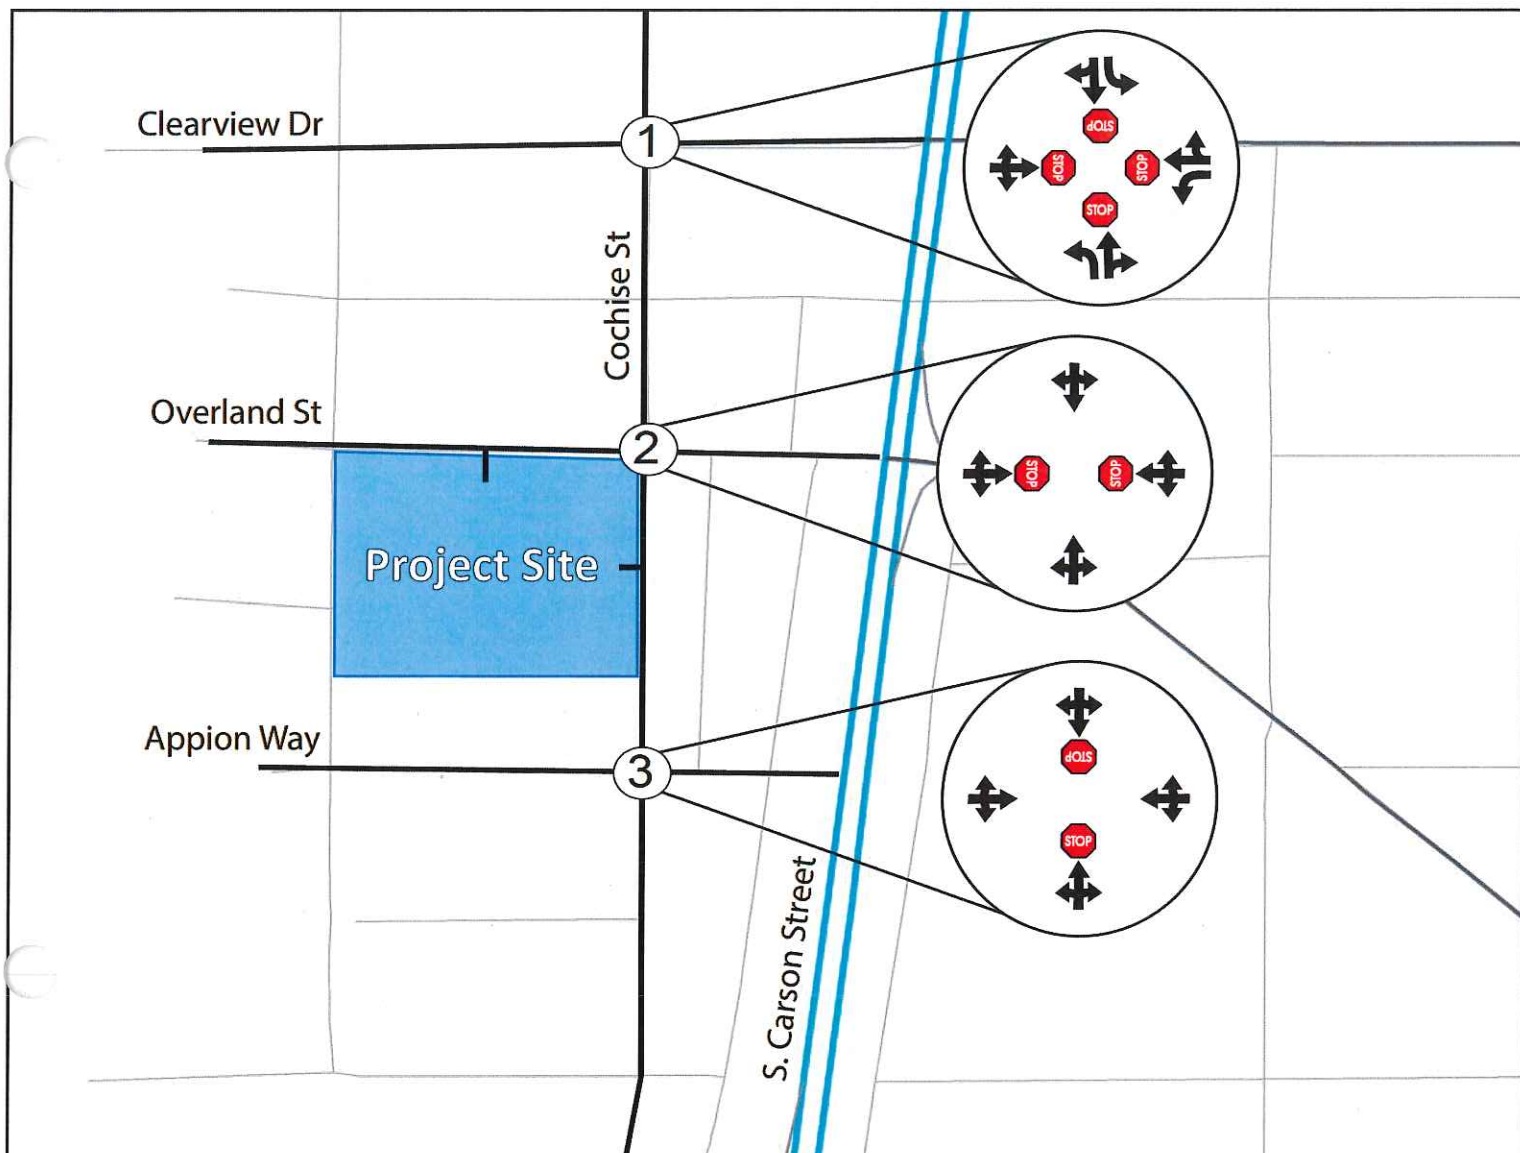 Clearview Dr
1
STOP
STOP
STOP
STOP
Cochise St
Overland St
2
STOP
STOP
Project Site
Appion Way
3
STOP
STOP
S. Carson Street